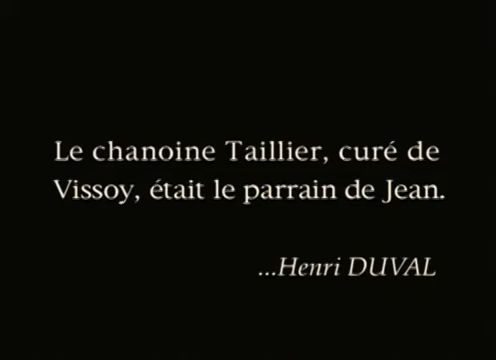 Le chanoine Taillier, curé de
Vissoy, était le parrain de Jean.
...Henri DUVAL